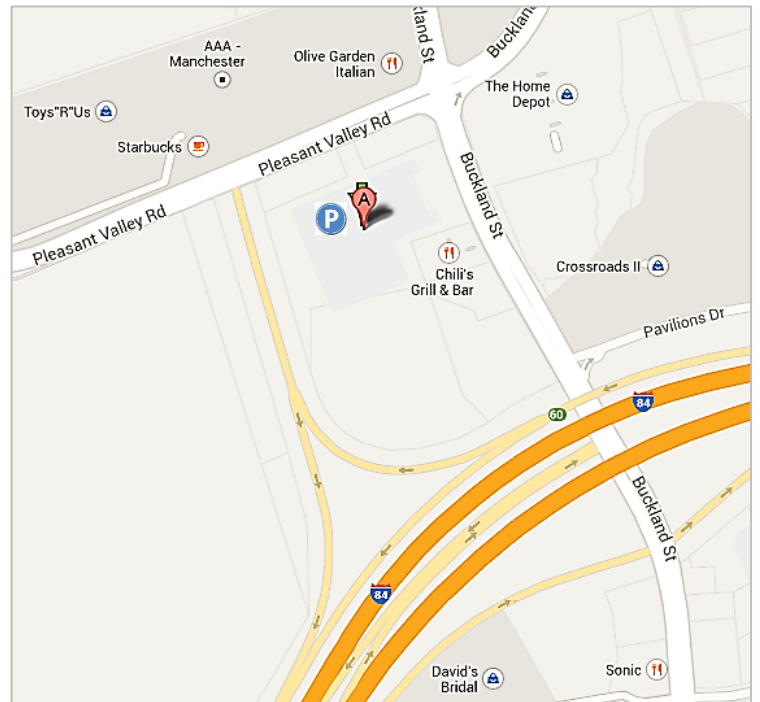 ckland St
Buckland
AAA -
Manchester
Olive Garden
Italian
The Home
Depot
Toys"R"Us
Starbucks
Pleasant Valley Rd
Buckland St
A
P
Pleasant Valley Rd
Chili's
Grill & Bar
Crossroads II
Pavilions Dr
84
60
Buckland St
84
David's
Bridal
Sonic